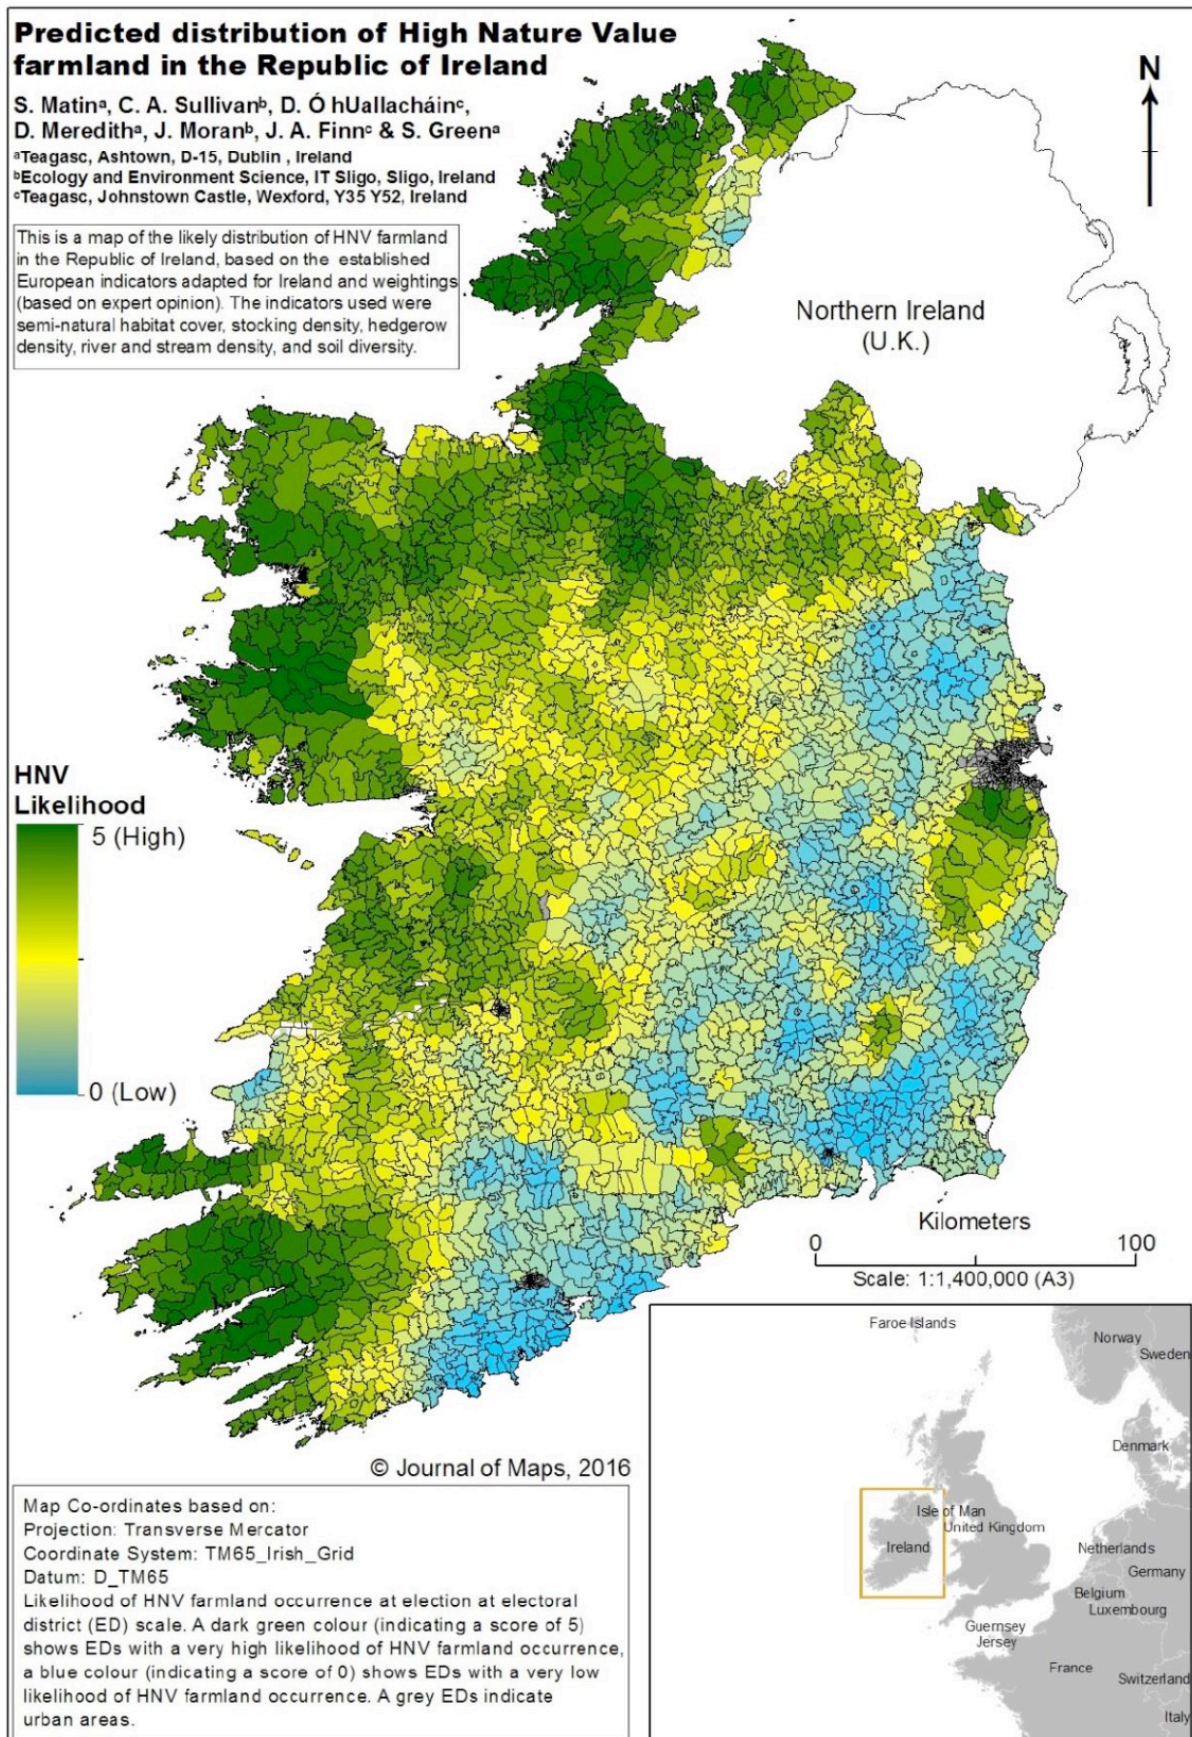 Predicted distribution of High Nature Value
farmland in the Republic of Ireland
S. Matinᵃ, C. A. Sullivanᵇ, D. Ó hUallacháinᶜ,
D. Mereditha, J. Moranᵇ, J. A. Finnᶜ & S. Greenᵃ
ᵃTeagasc, Ashtown, D-15, Dublin , Ireland
ᵇEcology and Environment Science, IT Sligo, Sligo, Ireland
ᶜTeagasc, Johnstown Castle, Wexford, Y35 Y52, Ireland
This is a map of the likely distribution of HNV farmland
in the Republic of Ireland, based on the established
European indicators adapted for Ireland and weightings
(based on expert opinion). The indicators used were
semi-natural habitat cover, stocking density, hedgerow
density, river and stream density, and soil diversity.
N
Northern Ireland
(U.K.)
HNV
Likelihood
5 (High)
0 (Low)
Kilometers
0 100
Scale: 1:1,400,000 (A3)
© Journal of Maps, 2016
Map Co-ordinates based on:
Projection: Transverse Mercator
Coordinate System: TM65_Irish_Grid
Datum: D_TM65
Likelihood of HNV farmland occurrence at election at electoral
district (ED) scale. A dark green colour (indicating a score of 5)
shows EDs with a very high likelihood of HNV farmland occurrence,
a blue colour (indicating a score of 0) shows EDs with a very low
likelihood of HNV farmland occurrence. A grey EDs indicate
urban areas.
Faroe Islands
Norway
Sweden
Denmark
Isle of Man
United Kingdom
Ireland
Netherlands
Germany
Belgium
Luxembourg
Guernsey
Jersey
France
Switzerland
Italy